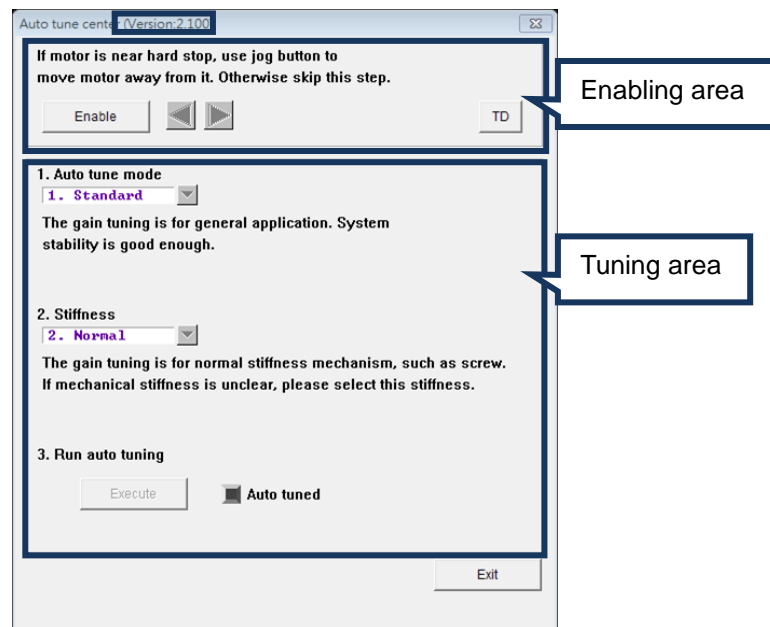 Auto tune center (Version:2.100)
If motor is near hard stop, use jog button to
move motor away from it. Otherwise skip this step.
Enable
TD
Enabling area
1. Auto tune mode
1. Standard
The gain tuning is for general application. System
stability is good enough.
Tuning area
2. Stiffness
2. Normal
The gain tuning is for normal stiffness mechanism, such as screw.
If mechanical stiffness is unclear, please select this stiffness.
3. Run auto tuning
Execute
Auto tuned
Exit